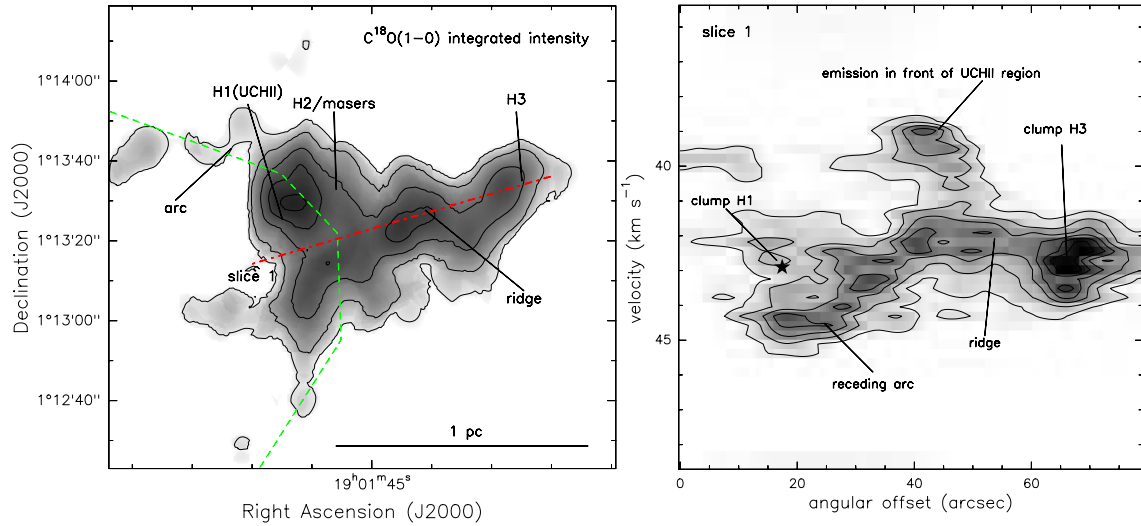 C¹⁸O(1−0) integrated intensity
H1(UCHII)
H2/masers
H3
arc
slice 1
ridge
1 pc
1°14'00''
1°13'40''
1°13'20''
1°13'00''
1°12'40''
Declination (J2000)
19ʰ01ᵐ45ˢ
Right Ascension (J2000)
slice 1
emission in front of UCHII region
clump H3
clump H1
ridge
receding arc
40
45
velocity (km s⁻¹)
0 20 40 60
angular offset (arcsec)